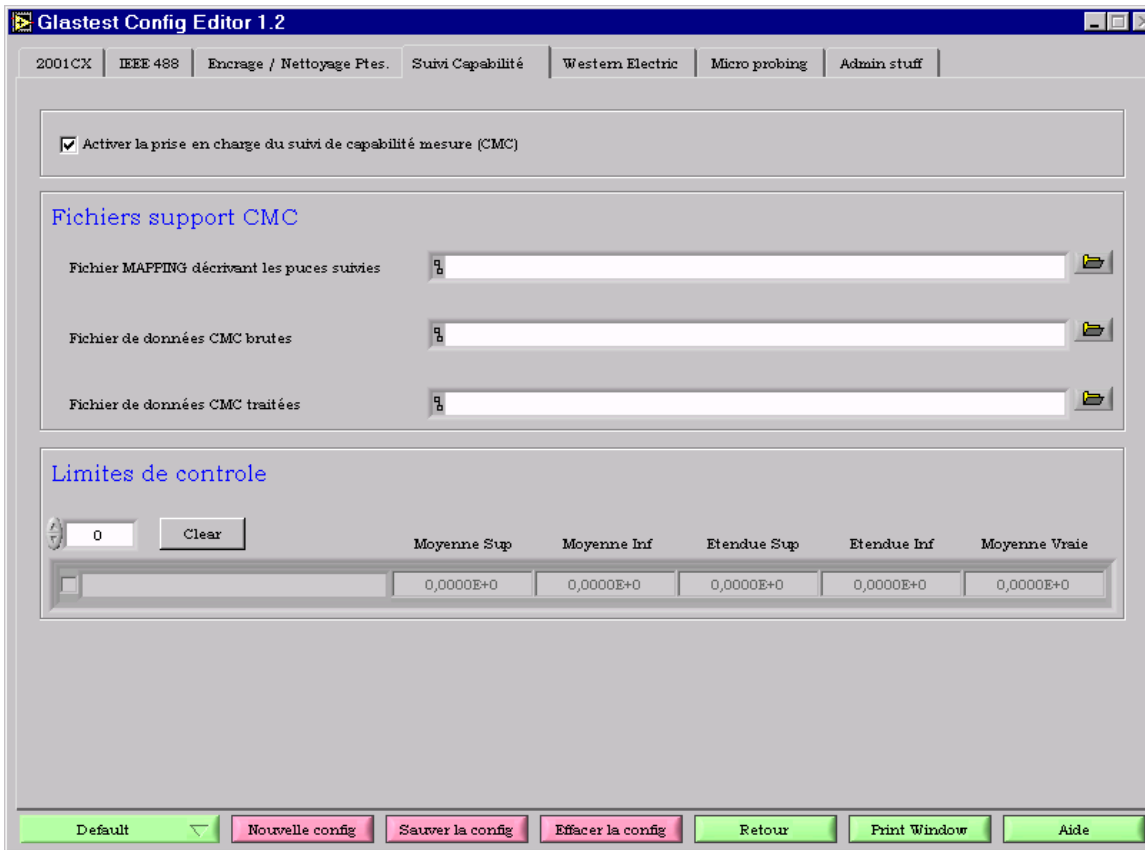 Glastest Config Editor 1.2
2001CX IEEE 488 Encrage / Nettoyage Ptes. Suivi Capabilité Western Electric Micro probing Admin stuff
Activer la prise en charge du suivi de capabilité mesure (CMC)
Fichiers support CMC
Fichier MAPPING décrivant les puces suivies
Fichier de données CMC brutes
Fichier de données CMC traitées
Limites de controle
0 Clear
Moyenne Sup Moyenne Inf Etendue Sup Etendue Inf Moyenne Vraie
0,0000E+0 0,0000E+0 0,0000E+0 0,0000E+0 0,0000E+0
Default Nouvelle config Sauver la config Effacer la config Retour Print Window Aide